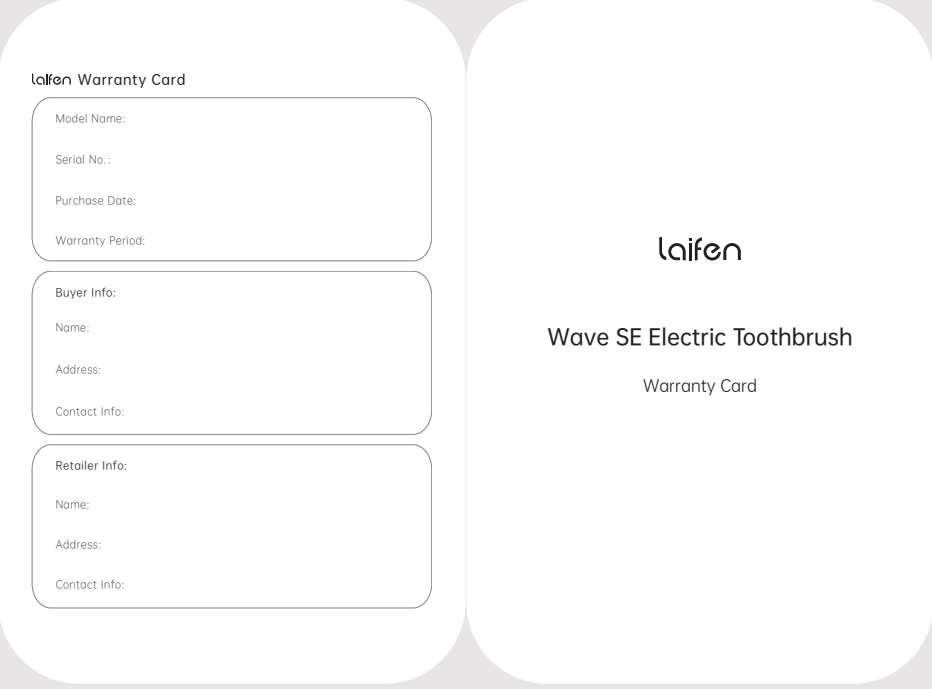 laifen Warranty Card
Model Name:
Serial No.:
Purchase Date:
Warranty Period:
Buyer Info:
Name:
Address:
Contact Info:
Retailer Info:
Name:
Address:
Contact Info:
laifen
Wave SE Electric Toothbrush
Warranty Card